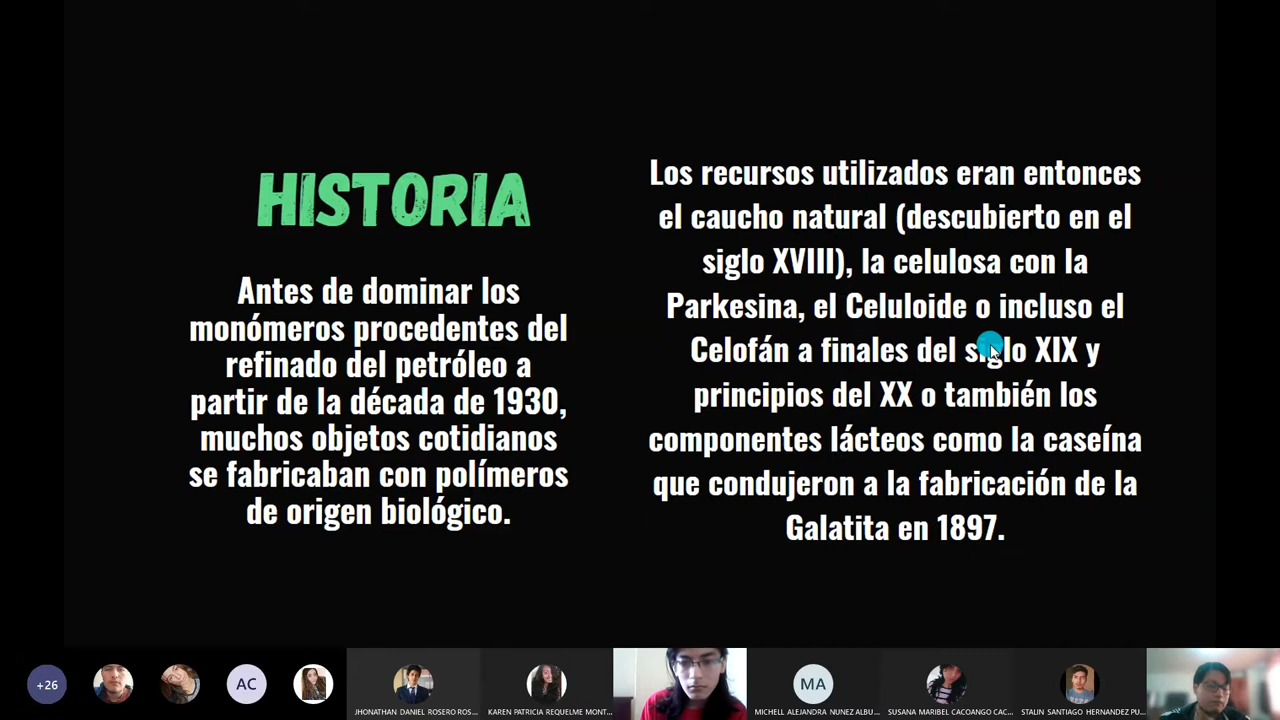 HISTORIA
Antes de dominar los
monómeros procedentes del
refinado del petróleo a
partir de la década de 1930,
muchos objetos cotidianos
se fabricaban con polímeros
de origen biológico.
Los recursos utilizados eran entonces
el caucho natural (descubierto en el
siglo XVIII), la celulosa con la
Parkesina, el Celuloide o incluso el
Celofán a finales del siglo XIX y
principios del XX o también los
componentes lácteos como la caseína
que condujeron a la fabricación de la
Galatita en 1897.
+26
AC
MA
JHONATHAN DANIEL ROSERO ROS...
KAREN PATRICIA REQUELME MONT...
MICHELL ALEJANDRA NUNEZ ALBU...
SUSANA MARIBEL CACOANGO CAC...
STALIN SANTIAGO HERNANDEZ PU...